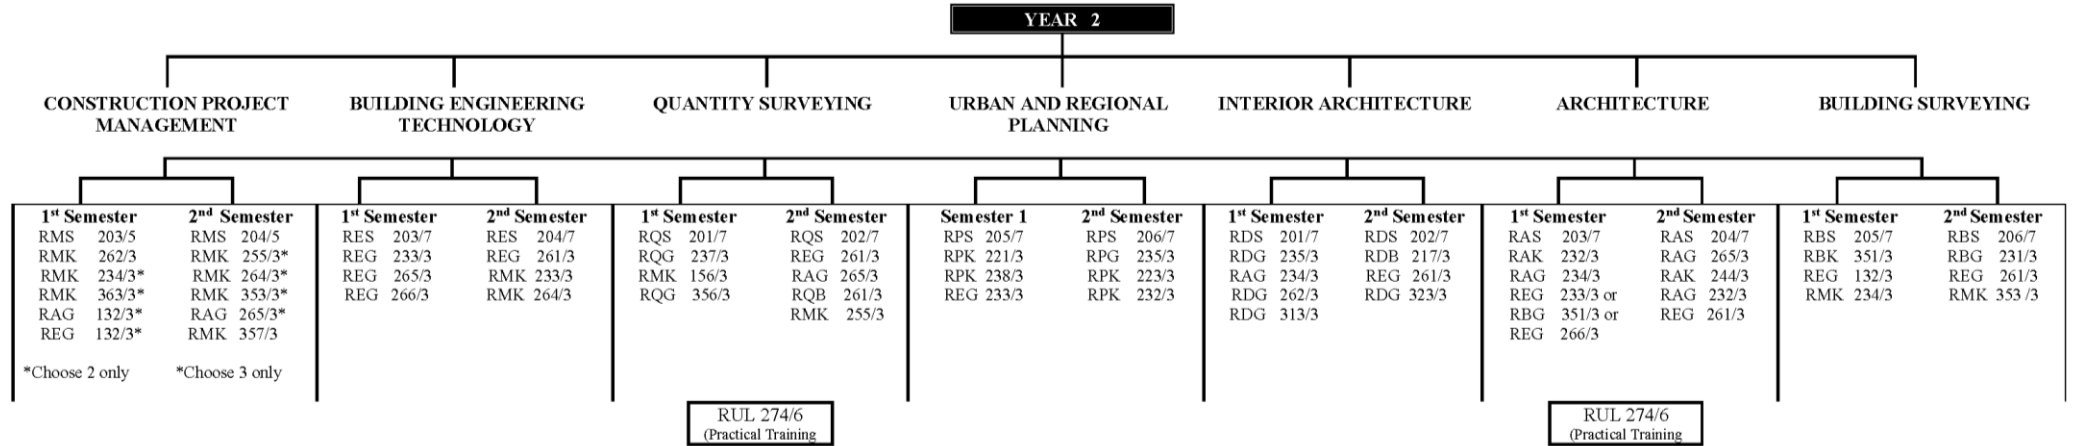 YEAR 2
CONSTRUCTION PROJECT
MANAGEMENT
BUILDING ENGINEERING
TECHNOLOGY
QUANTITY SURVEYING
URBAN AND REGIONAL
PLANNING
INTERIOR ARCHITECTURE
ARCHITECTURE
BUILDING SURVEYING
1st Semester
RMS 203/5
RMK 262/3
RMK 234/3*
RMK 363/3*
RAG 132/3*
REG 132/3*
*Choose 2 only
2nd Semester
RMS 204/5
RMK 255/3*
RMK 264/3*
RMK 353/3*
RAG 265/3*
RMK 357/3
*Choose 3 only
1st Semester
RES 203/7
REG 233/3
REG 265/3
REG 266/3
2nd Semester
RES 204/7
REG 261/3
RMK 233/3
RMK 264/3
1st Semester
RQS 201/7
RQG 237/3
RMK 156/3
RQG 356/3
2nd Semester
RQS 202/7
REG 261/3
RAG 265/3
RQB 261/3
RMK 255/3
Semester 1
RPS 205/7
RPK 221/3
RPK 238/3
REG 233/3
2nd Semester
RPS 206/7
RPG 235/3
RPK 223/3
RPK 232/3
1st Semester
RDS 201/7
RDG 235/3
RAG 234/3
RDG 262/3
RDG 313/3
2nd Semester
RDS 202/7
RDB 217/3
REG 261/3
RDG 323/3
1st Semester
RAS 203/7
RAK 232/3
RAG 234/3
REG 233/3 or
RBG 351/3 or
REG 266/3
2nd Semester
RAS 204/7
RAG 265/3
RAK 244/3
RAG 232/3
REG 261/3
1st Semester
RBS 205/7
RBK 351/3
REG 132/3
RMK 234/3
2nd Semester
RBS 206/7
RBG 231/3
REG 261/3
RMK 353 /3
RUL 274/6
(Practical Training
RUL 274/6
(Practical Training